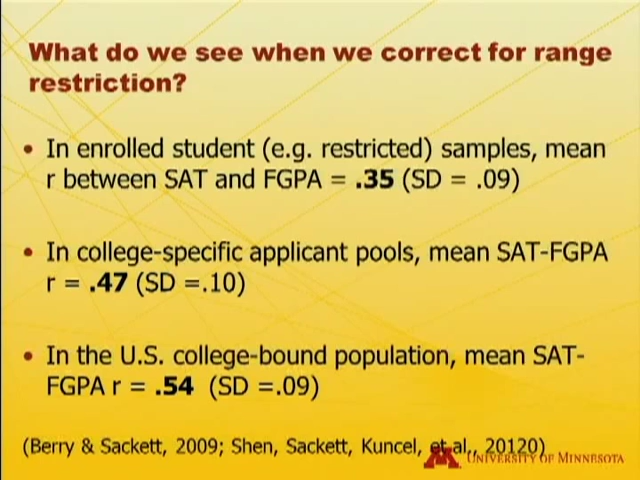 What do we see when we correct for range
restriction?
• In enrolled student (e.g. restricted) samples, mean
r between SAT and FGPA = .35 (SD = .09)
• In college-specific applicant pools, mean SAT-FGPA
r = .47 (SD =.10)
• In the U.S. college-bound population, mean SAT-
FGPA r = .54 (SD =.09)
(Berry & Sackett, 2009; Shen, Sackett, Kuncel, et al., 20120)
M UNIVERSITY OF MINNESOTA